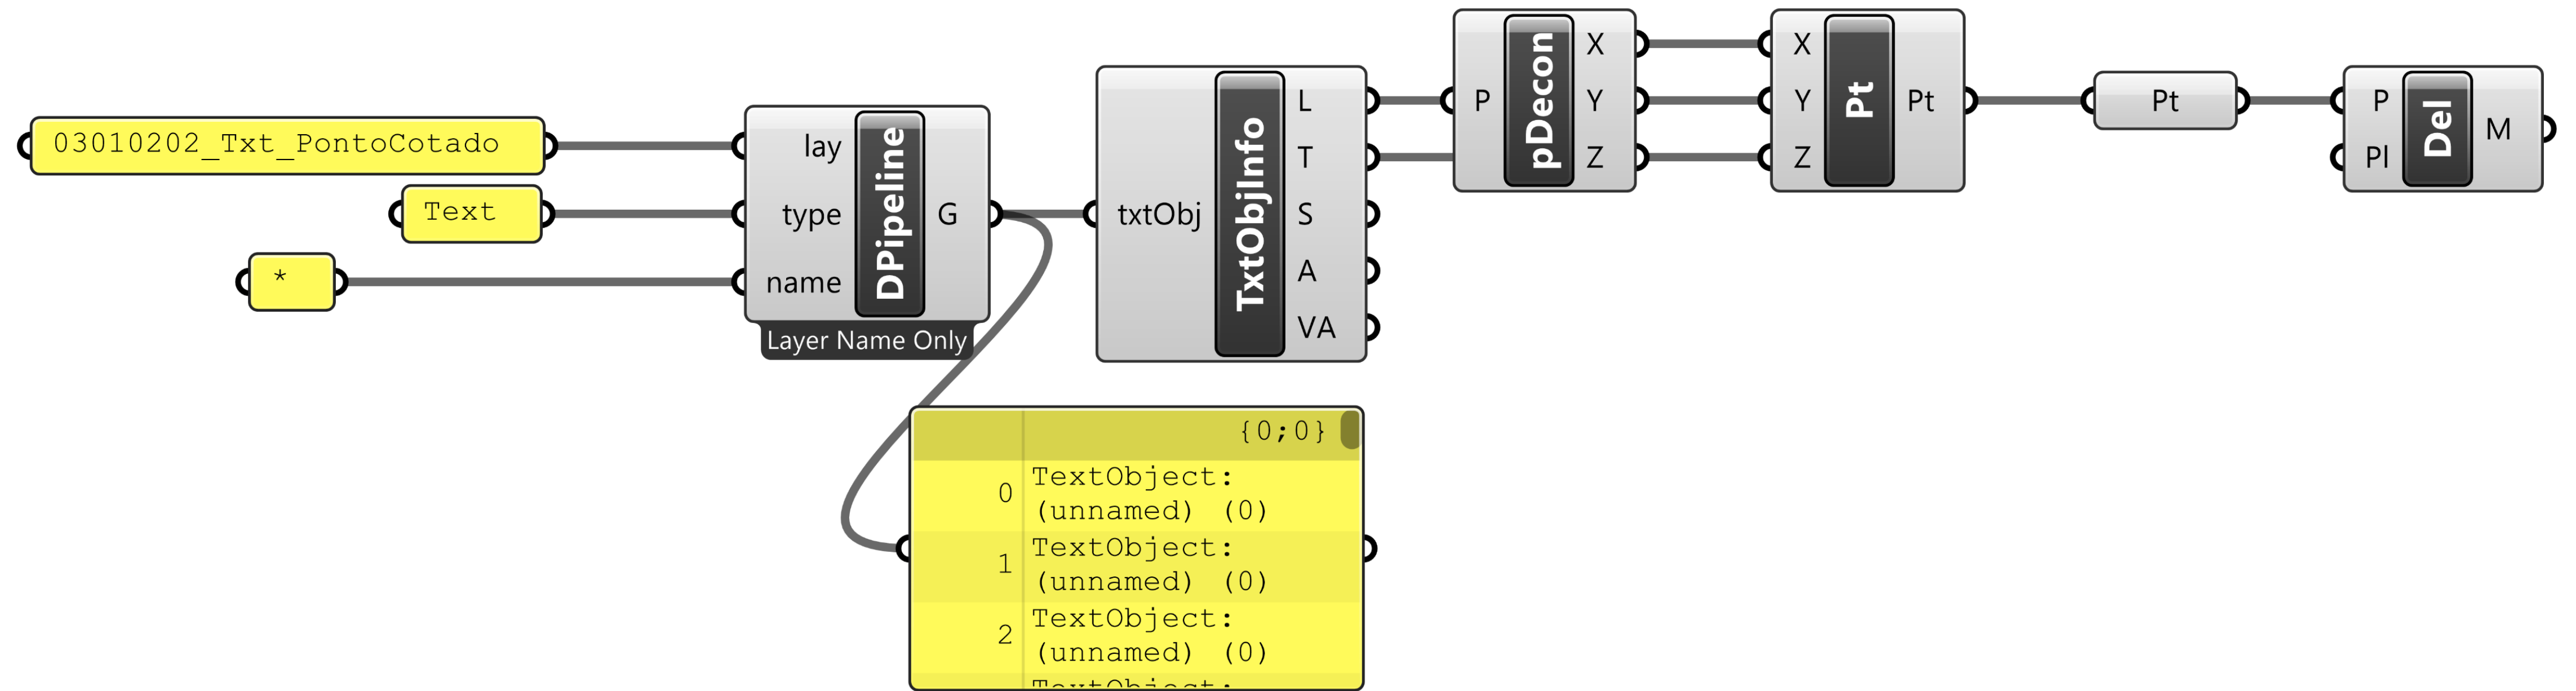 03010202_Txt_PontoCotado
Text
*
lay
type
name
DPipeline
G
Layer Name Only
txtObj
TxtObjInfo
L
T
S
A
VA
P
pDecon
X
Y
Z
X
Y
Z
Pt
Pt
Pt
P
Pl
Del
M
{0;0}
0 TextObject:
(unnamed) (0)
1 TextObject:
(unnamed) (0)
2 TextObject:
(unnamed) (0)
TextObject: